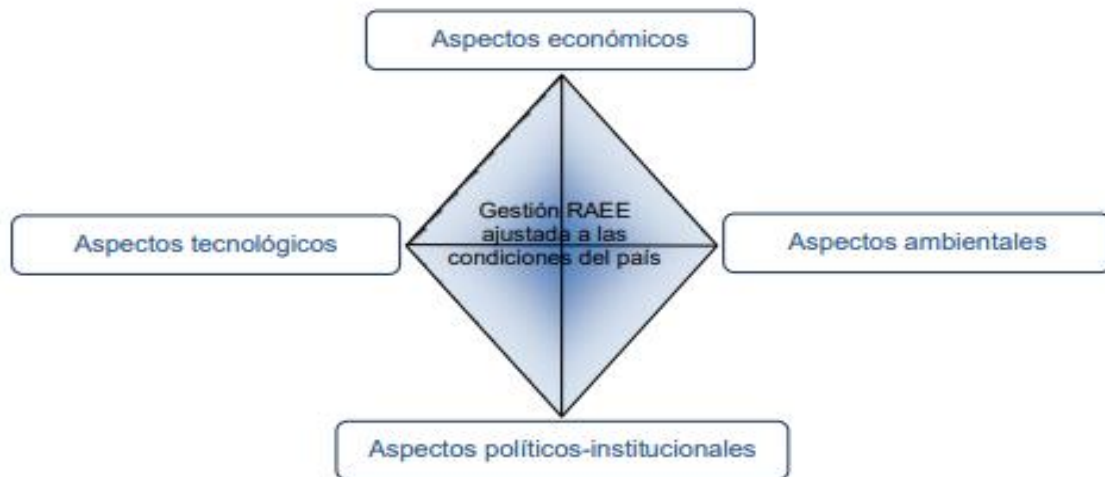 Aspectos económicos
Aspectos tecnológicos
Gestión RAEE
ajustada a las
condiciones del país
Aspectos ambientales
Aspectos políticos-institucionales